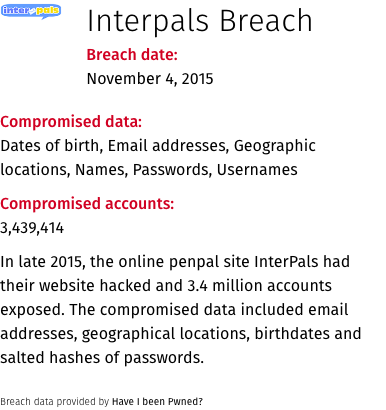 interpals
Interpals Breach
Breach date:
November 4, 2015
Compromised data:
Dates of birth, Email addresses, Geographic
locations, Names, Passwords, Usernames
Compromised accounts:
3,439,414
In late 2015, the online penpal site InterPals had
their website hacked and 3.4 million accounts
exposed. The compromised data included email
addresses, geographical locations, birthdates and
salted hashes of passwords.
Breach data provided by Have I been Pwned?